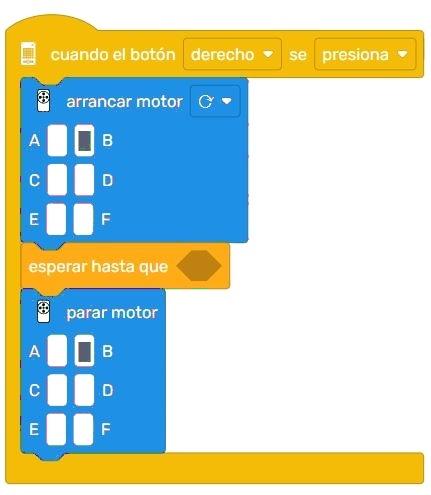 cuando el botón derecho se presiona
arrancar motor
A B
C D
E F
esperar hasta que
parar motor
A B
C D
E F